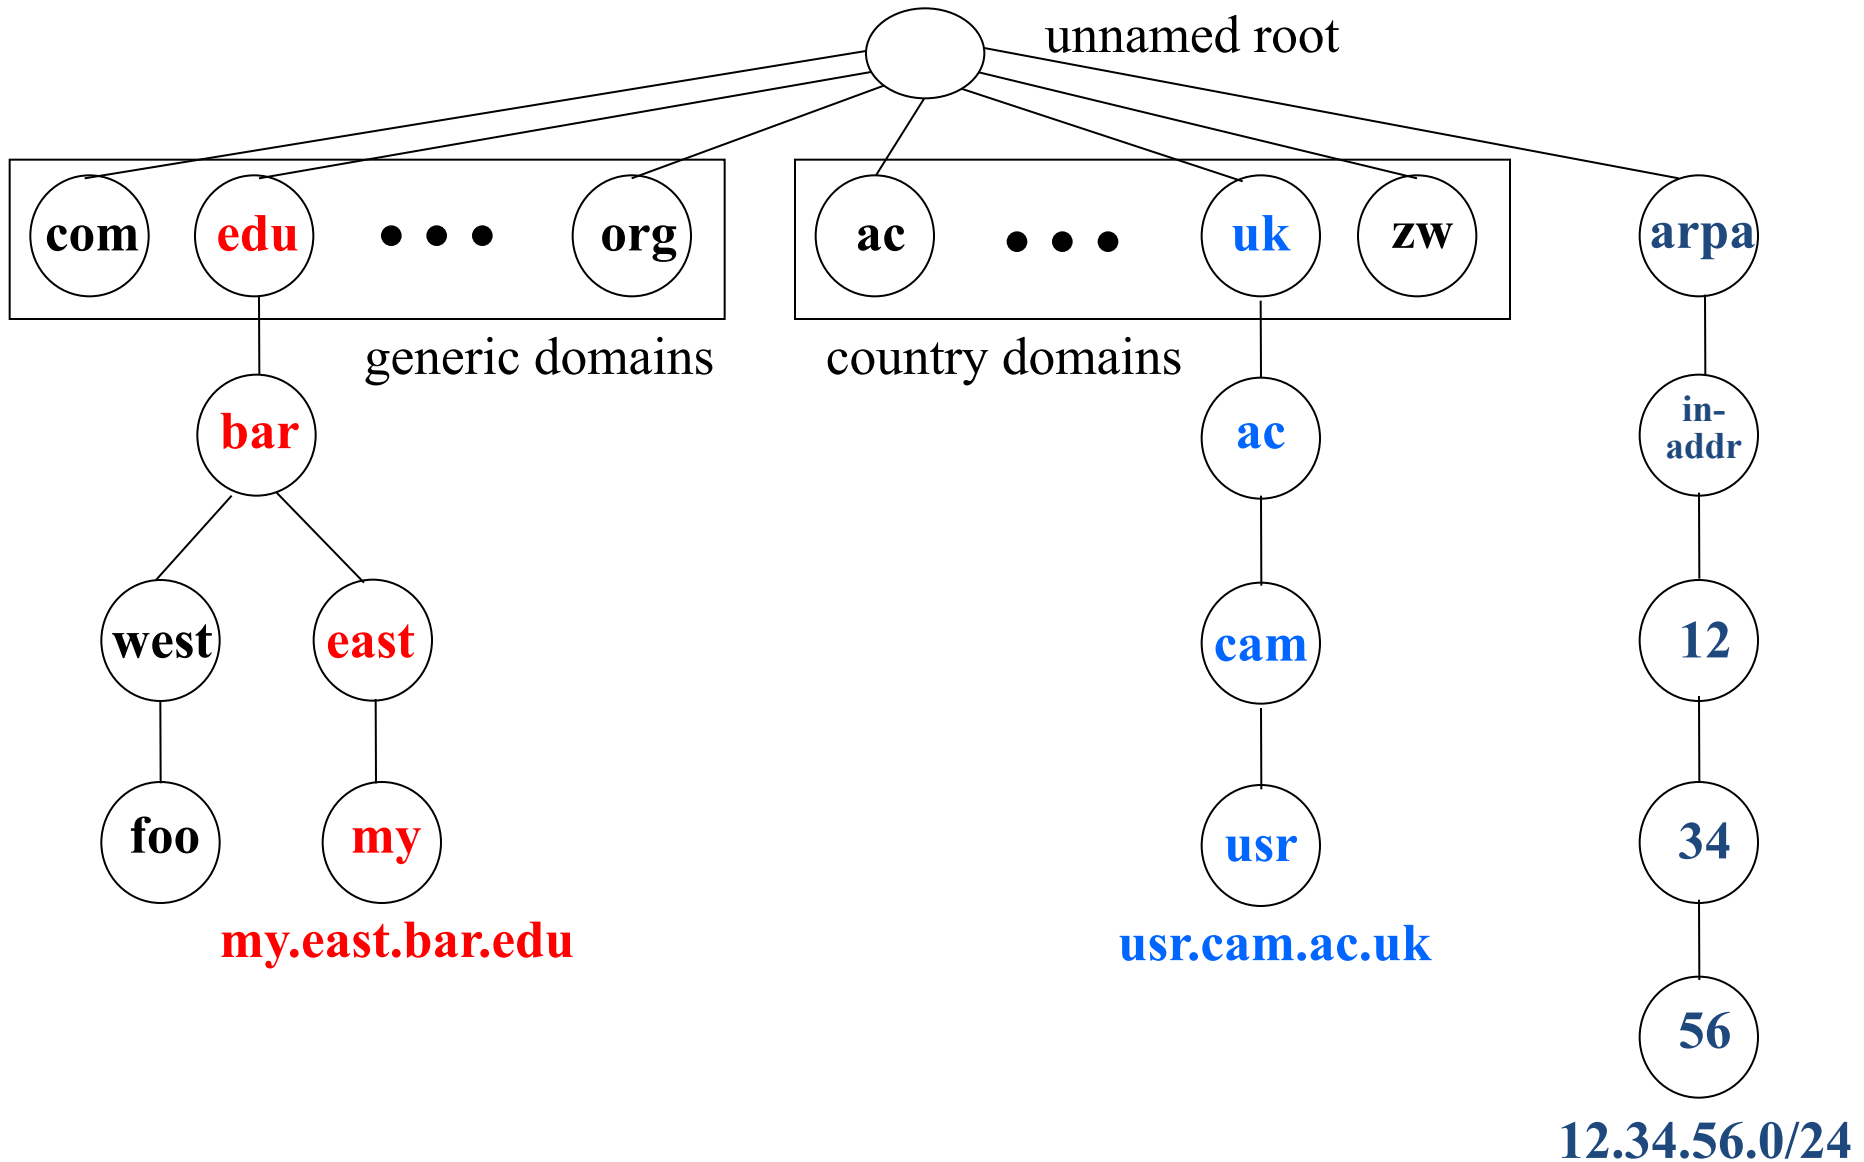 unnamed root
com edu org ac uk zw arpa
generic domains country domains
bar ac in-
addr
west east cam 12
foo my usr 34
my.east.bar.edu usr.cam.ac.uk
56
12.34.56.0/24